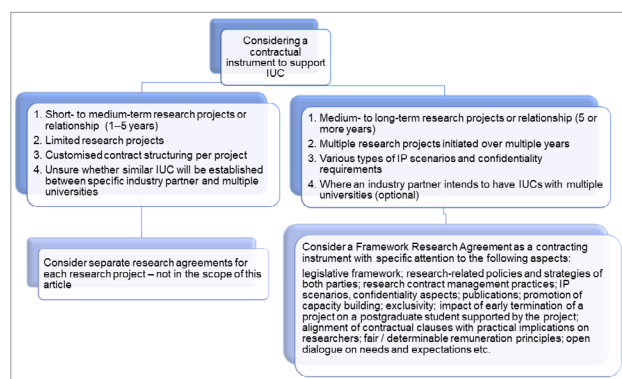 Considering a
contractual
instrument to support
IUC
1. Short- to medium-term research projects or
relationship (1–5 years)
2. Limited research projects
3. Customised contract structuring per project
4. Unsure whether similar IUC will be established
between specific industry partner and multiple
universities
1. Medium- to long-term research projects or relationship (5 or
more years)
2. Multiple research projects initiated over multiple years
3. Various types of IP scenarios and confidentiality
requirements
4. Where an industry partner intends to have IUCs with multiple
universities (optional)
Consider separate research agreements for
each research project – not in the scope of this
article
Consider a Framework Research Agreement as a contracting
instrument with specific attention to the following aspects:
legislative framework; research-related policies and strategies of
both parties; research contract management practices; IP
scenarios, confidentiality aspects; publications; promotion of
capacity building; exclusivity; impact of early termination of a
project on a postgraduate student supported by the project;
alignment of contractual clauses with practical implications on
researchers; fair / determinable remuneration principles; open
dialogue on needs and expectations etc.